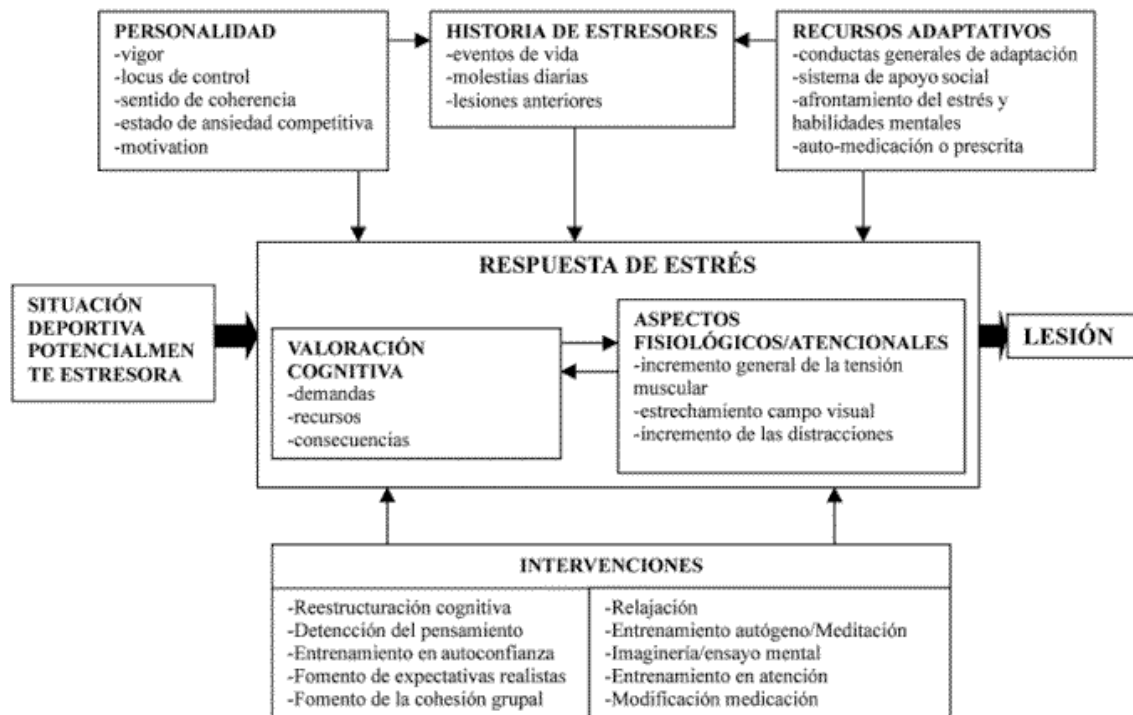 PERSONALIDAD
-vigor
-locus de control
-sentido de coherencia
-estado de ansiedad competitiva
-motivation
HISTORIA DE ESTRESORES
-eventos de vida
-molestias diarias
-lesiones anteriores
RECURSOS ADAPTATIVOS
-conductas generales de adaptación
-sistema de apoyo social
-afrontamiento del estrés y
habilidades mentales
-auto-medicación o prescrita
SITUACIÓN
DEPORTIVA
POTENCIALMEN
TE ESTRESORA
RESPUESTA DE ESTRÉS
VALORACIÓN
COGNITIVA
-demandas
-recursos
-consecuencias
ASPECTOS
FISIOLÓGICOS/ATENCIONALES
-incremento general de la tensión
muscular
-estrechamiento campo visual
-incremento de las distracciones
LESIÓN
INTERVENCIONES
-Reestructuración cognitiva
-Detencción del pensamiento
-Entrenamiento en autoconfianza
-Fomento de expectativas realistas
-Fomento de la cohesión grupal
-Relajación
-Entrenamiento autógeno/Meditación
-Imaginería/ensayo mental
-Entrenamiento en atención
-Modificación medicación